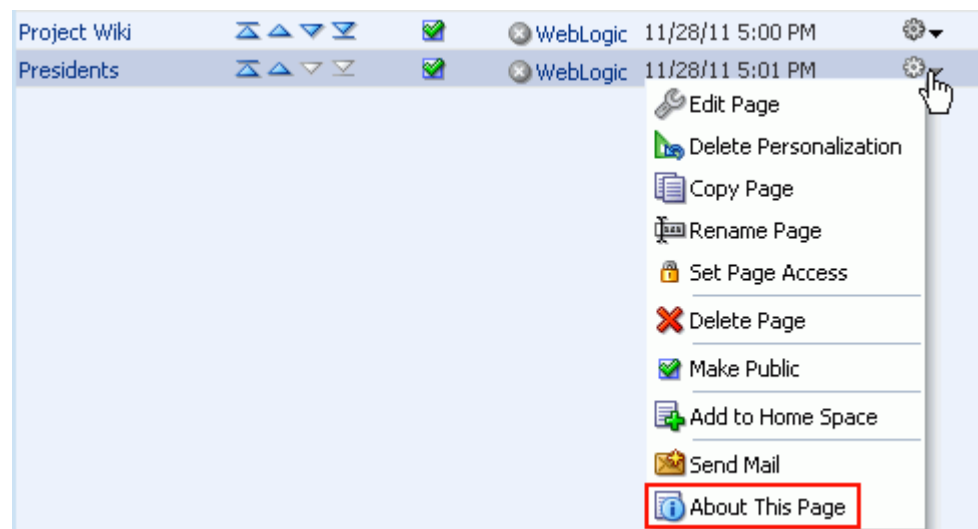 Project Wiki WebLogic 11/28/11 5:00 PM
Presidents WebLogic 11/28/11 5:01 PM
Edit Page
Delete Personalization
Copy Page
Rename Page
Set Page Access
Delete Page
Make Public
Add to Home Space
Send Mail
About This Page